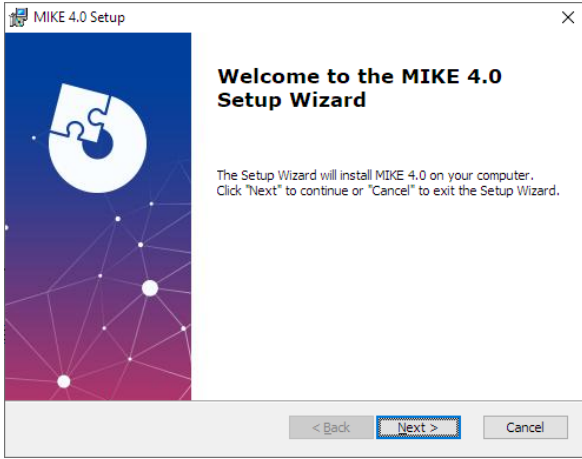 MIKE 4.0 Setup
Welcome to the MIKE 4.0
Setup Wizard
The Setup Wizard will install MIKE 4.0 on your computer.
Click "Next" to continue or "Cancel" to exit the Setup Wizard.
< Back
Next >
Cancel